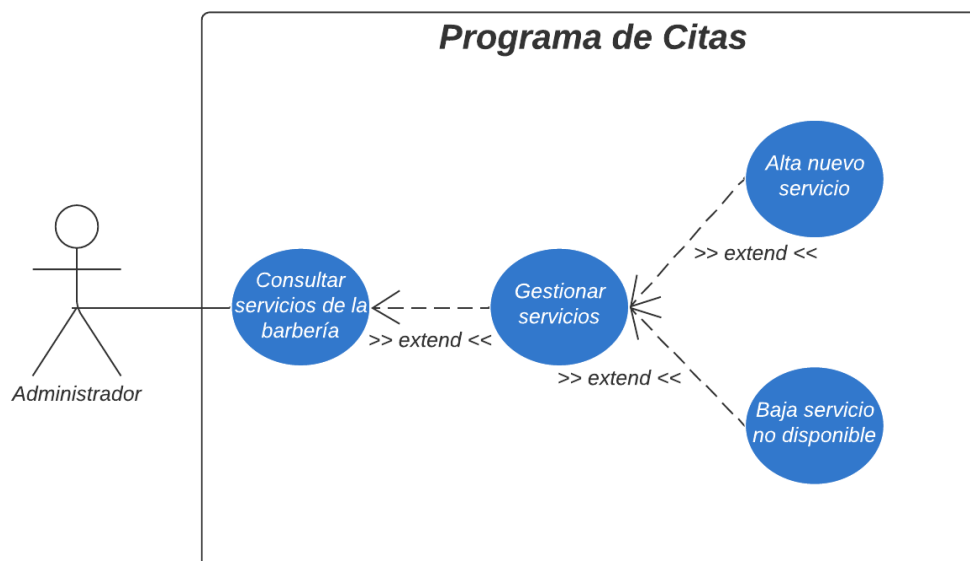 Programa de Citas
Alta nuevo
servicio
>> extend <<
Consultar
servicios de la
barbería
>> extend <<
Gestionar
servicios
>> extend <<
Baja servicio
no disponible
Administrador